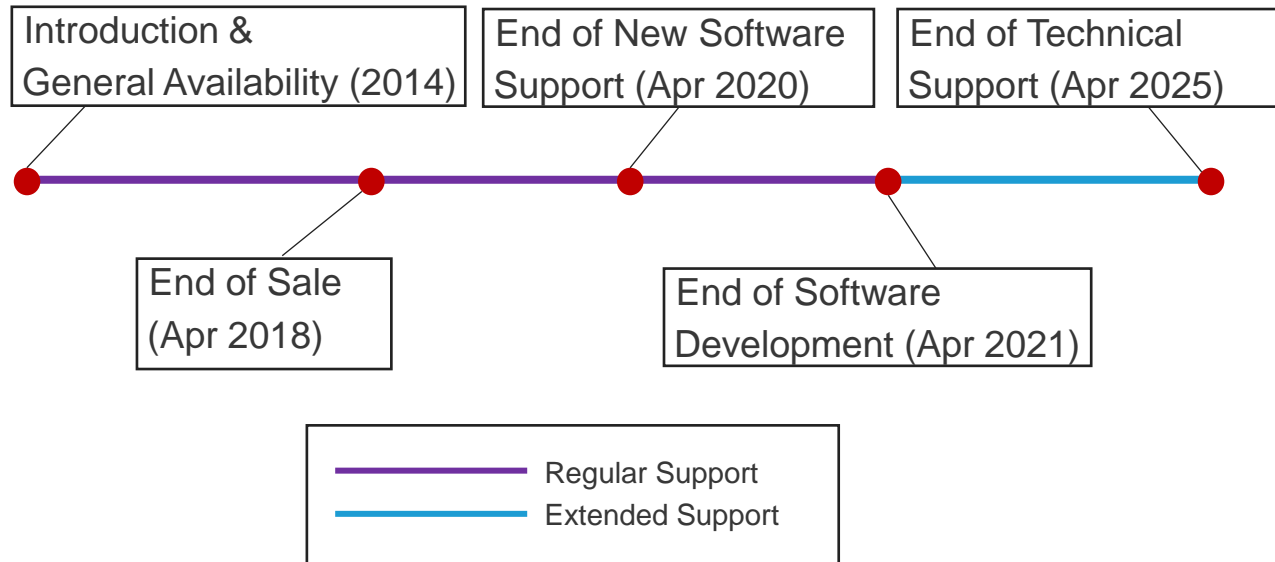 Introduction &
General Availability (2014)
End of New Software
Support (Apr 2020)
End of Technical
Support (Apr 2025)
End of Sale
(Apr 2018)
End of Software
Development (Apr 2021)
Regular Support
Extended Support